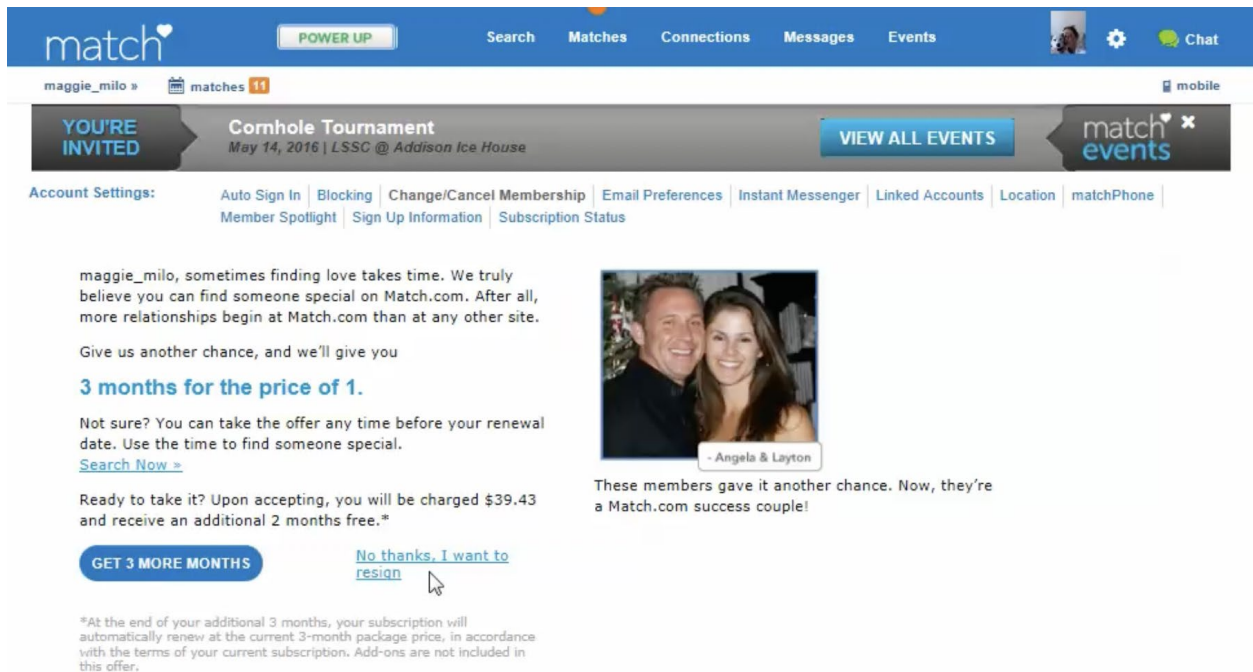 match
POWER UP
Search Matches Connections Messages Events
Chat
maggie_milo » matches 11
mobile
YOU'RE
INVITED
Cornhole Tournament
May 14, 2016 | LSSC @ Addison Ice House
VIEW ALL EVENTS
match
events
Account Settings:
Auto Sign In | Blocking | Change/Cancel Membership | Email Preferences | Instant Messenger | Linked Accounts | Location | matchPhone |
Member Spotlight | Sign Up Information | Subscription Status
maggie_milo, sometimes finding love takes time. We truly
believe you can find someone special on Match.com. After all,
more relationships begin at Match.com than at any other site.
Give us another chance, and we'll give you
3 months for the price of 1.
Not sure? You can take the offer any time before your renewal
date. Use the time to find someone special.
Search Now »
Ready to take it? Upon accepting, you will be charged $39.43
and receive an additional 2 months free.*
GET 3 MORE MONTHS
No thanks, I want to
resign
*At the end of your additional 3 months, your subscription will
automatically renew at the current 3-month package price, in accordance
with the terms of your current subscription. Add-ons are not included in
this offer.
- Angela & Layton
These members gave it another chance. Now, they're
a Match.com success couple!